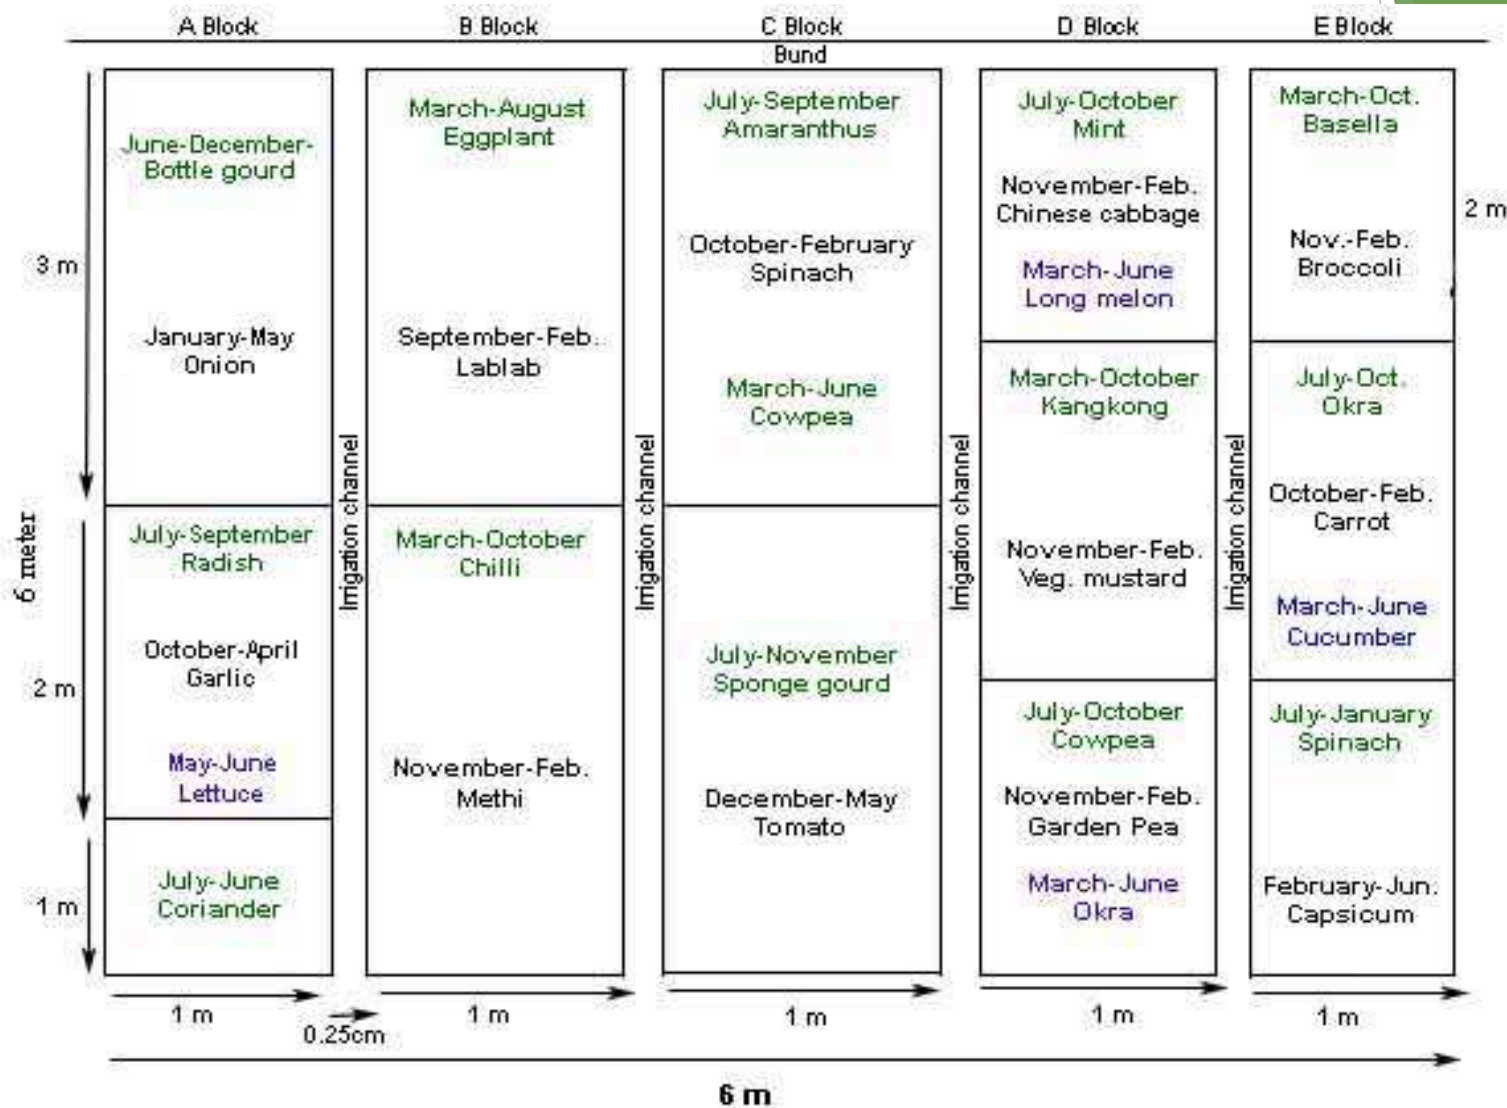 A Block
B Block
C Block
D Block
E Block
Bund
June-December-
Bottle gourd
January-May
Onion
July-September
Radish
October-April
Garlic
May-June
Lettuce
July-June
Coriander
Irrigation channel
March-August
Eggplant
September-Feb.
Lablab
March-October
Chilli
November-Feb.
Methi
Irrigation channel
July-September
Amaranthus
October-February
Spinach
March-June
Cowpea
July-November
Sponge gourd
December-May
Tomato
Irrigation channel
July-October
Mint
November-Feb.
Chinese cabbage
March-June
Long melon
March-October
Kangkong
November-Feb.
Veg. mustard
July-October
Cowpea
November-Feb.
Garden Pea
March-June
Okra
Irrigation channel
March-Oct.
Basella
Nov.-Feb.
Broccoli
July-Oct.
Okra
October-Feb.
Carrot
March-June
Cucumber
July-January
Spinach
February-Jun.
Capsicum
2 m
3 m
6 meter
2 m
1 m
1 m
0.25cm
1 m
1 m
1 m
1 m
6 m